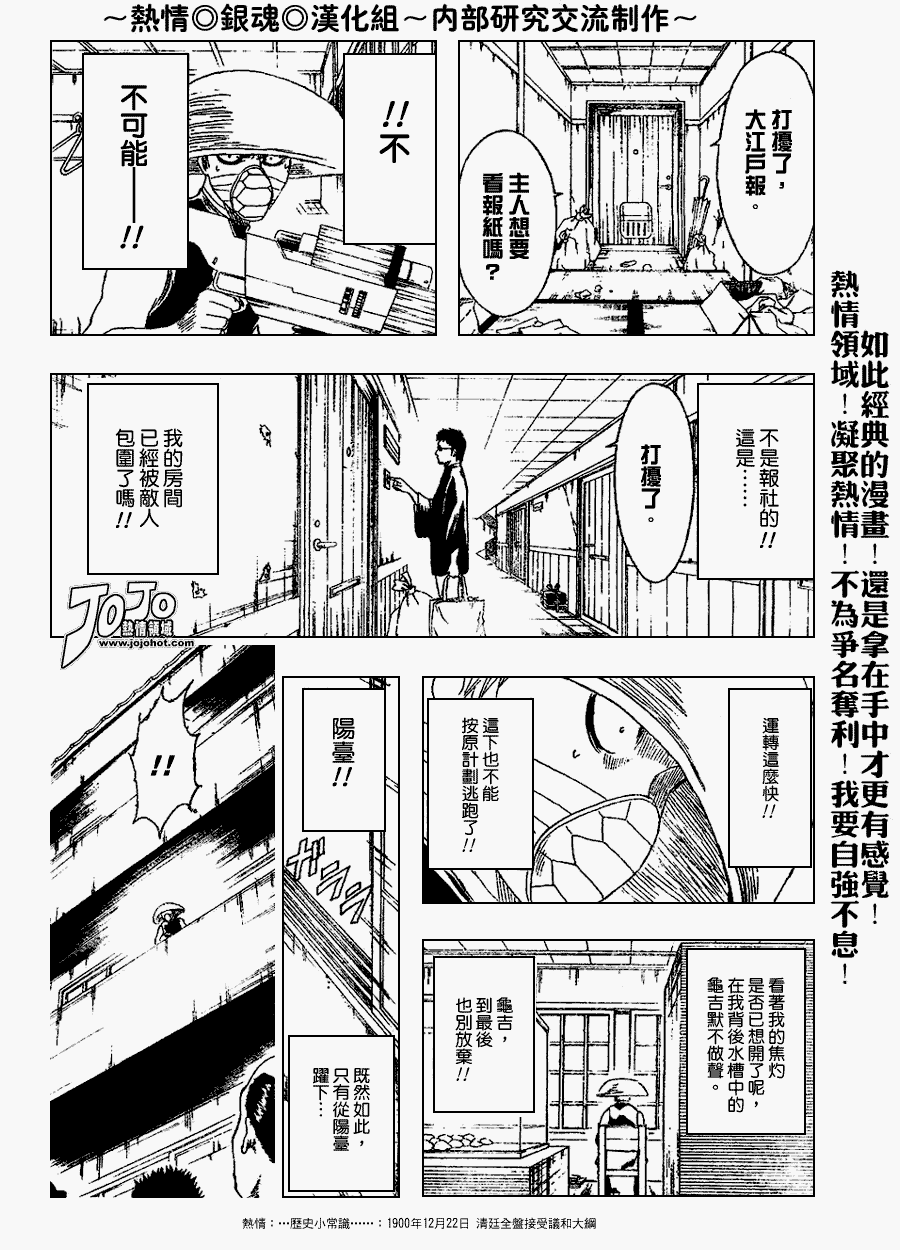 ～熱情◎銀魂◎漢化組～内部研究交流制作～
打擾了，
大江戶報。
主人想要
看報紙嗎？
!!不
不可能——!!
不是報社的!!
這是……
打擾了。
我的房間
已經被敵人
包圍了嗎!!
JOJO
熱情領域
www.jojohot.com
運轉這麼快!!
這下也不能
按原計劃逃跑了!!
看著我的焦灼
是否已想開了呢，
在我背後水槽中的
龜吉默不做聲。
龜吉，
到最後
也別放棄!!
陽臺!!
ガラララ
既然如此，
只有從陽臺
躍下…
!!
如此經典的漫畫！還是拿在手中才更有感覺！
熱情領域！凝聚熱情！不為爭名奪利！我要自強不息！
熱情：…歷史小常識……：1900年12月22日 清廷全盤接受議和大綱